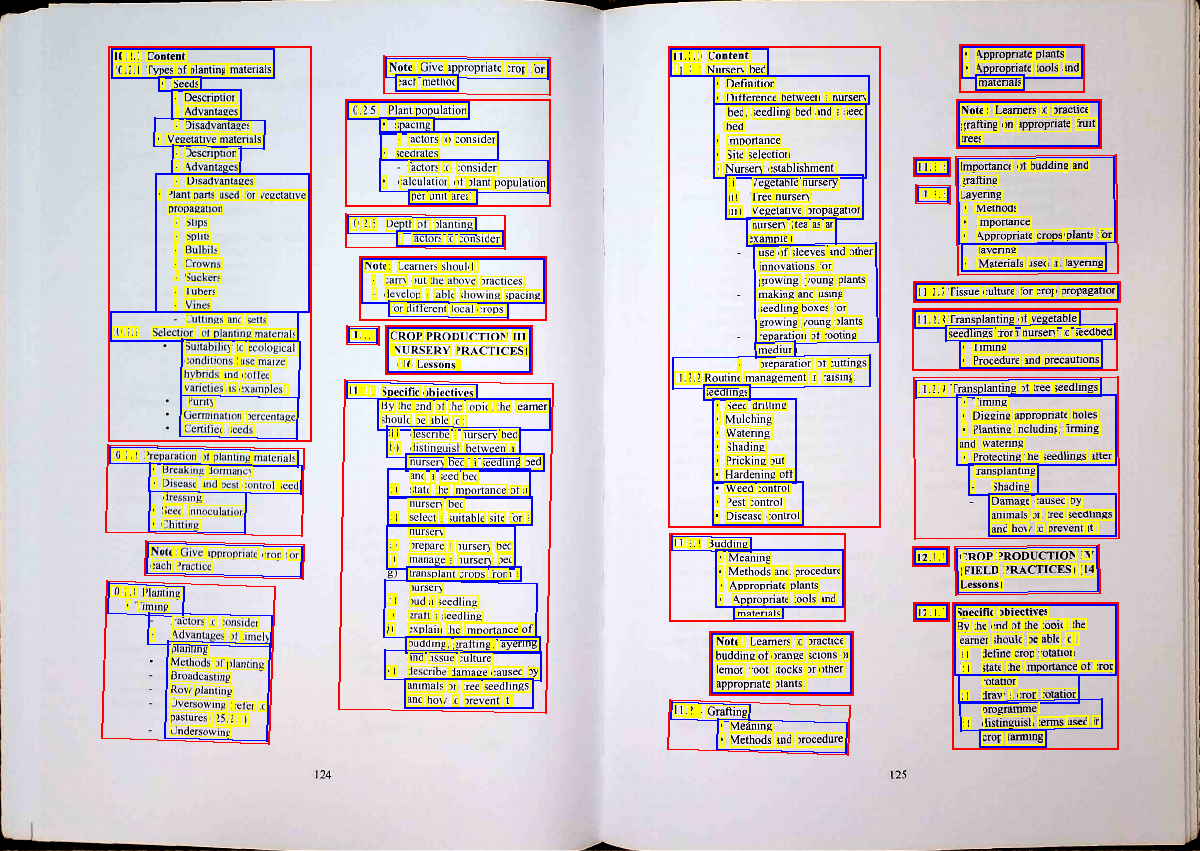 10.2.0 Content
10.2.1 Types of planting materials
• Seeds
- Description
- Advantages
- Disadvantages
• Vegetative materials
- Description
- Advantages
- Disadvantages
• Plant parts used for vegetative
propagation
- Slips
- Splits
- Bulbils
- Crowns
- Suckers
- Tubers
- Vines
- Cuttings and setts
Selection of planting materials
• Suitability to ecological
conditions (use maize
hybrids and coffee
varieties as examples)
• Purity
• Germination percentage
• Certified seeds
Preparation of planting materials
• Breaking dormancy
• Disease and pest control seed
dressing
• Seed innoculation
• Chitting
Note: Give appropriate crop for
each Practice
10.2.4 Planting
• Timing
- Factors to consider
- Advantages of timely
planting
- Methods of planting
- Broadcasting
- Row planting
- Oversowing (refer to
pastures
- Undersowing
Note: Give appropriate crop for
each method
10.2.5 Plant population
• spacing
- factors to consider
• seedrates
- factors to consider
• calculation of plant population
per unit area
10.2.6 Depth of planting
- factors to consider
Note: Learners should:
• carry out the above practices
• develop table showing spacing
for different local crops
CROP PRODUCTION III
(NURSERY PRACTICES)
(16 Lessons)
Specific objectives
By the end of the topic, the learner
should be able to:
a) describe a nursery bed
b) distinguish between a
nursery bed, a seedling bed
and a seed bed
c) state the importance of a
nursery bed
d) select a suitable site for a
nursery
e) prepare a nursery bed
f) manage a nursery bed
g) transplant crops from a
nursery
h) bud a seedling
i) graft a seedling
j) explain the importance of
budding, grafting, layering
and tissue culture
k) describe damage caused by
animals on tree seedlings
and how to prevent it
124
11.2.0 Content
Nursery bed
• Definition
• Difference between a nursery
bed, seedling bed and a seed
bed
• Importance
• Site selection
• Nursery establishment
i) Vegetable nursery
ii) Tree nursery
iii) Vegetative propagation
nursery (tea as an
example)
- use of sleeves and other
innovations for
growing young plants
- making and using
seedling boxes for
growing young plants
- preparation of rooting
medium
- preparation of cuttings
11.2.2 Routine management in raising
seedlings
• Seed drilling
• Mulching
• Watering
• Shading
• Pricking out
• Hardening off
• Weed control
• Pest control
• Disease control
11.2.3 Budding
• Meaning
• Methods and procedure
• Appropriate plants
• Appropriate tools and
materials
Note: Learners to practice
budding of orange scions on
lemon root stocks or other
appropriate plants.
11.2.4 Grafting
• Meaning
• Methods and procedure
• Appropriate plants
• Appropriate tools and
materials
Note: Learners to practice
grafting on appropriate fruit
trees
11.2.5 Importance of budding and
grafting
11.2.6 Layering
• Methods
• Importance
• Appropriate crops/plants for
layering
• Materials used in layering
11.2.7 Tissue culture for crop propagation
11.2.8 Transplanting of vegetable
seedlings from nursery to seedbed
• Timing
• Procedure and precautions
11.2.9 Transplanting of tree seedlings
• Timing
• Digging appropriate holes
• Planting including; firming
and watering
• Protecting the seedlings after
transplanting
- Shading
- Damage caused by
animals on tree seedlings
and how to prevent it
CROP PRODUCTION IV
(FIELD PRACTICES) (14
Lessons)
Specific objectives
By the end of the topic, the
learner should be able to:
a) define crop rotation
b) state the importance of crop
rotation
c) draw a crop rotation
programme
d) distinguish terms used in
crop farming
125